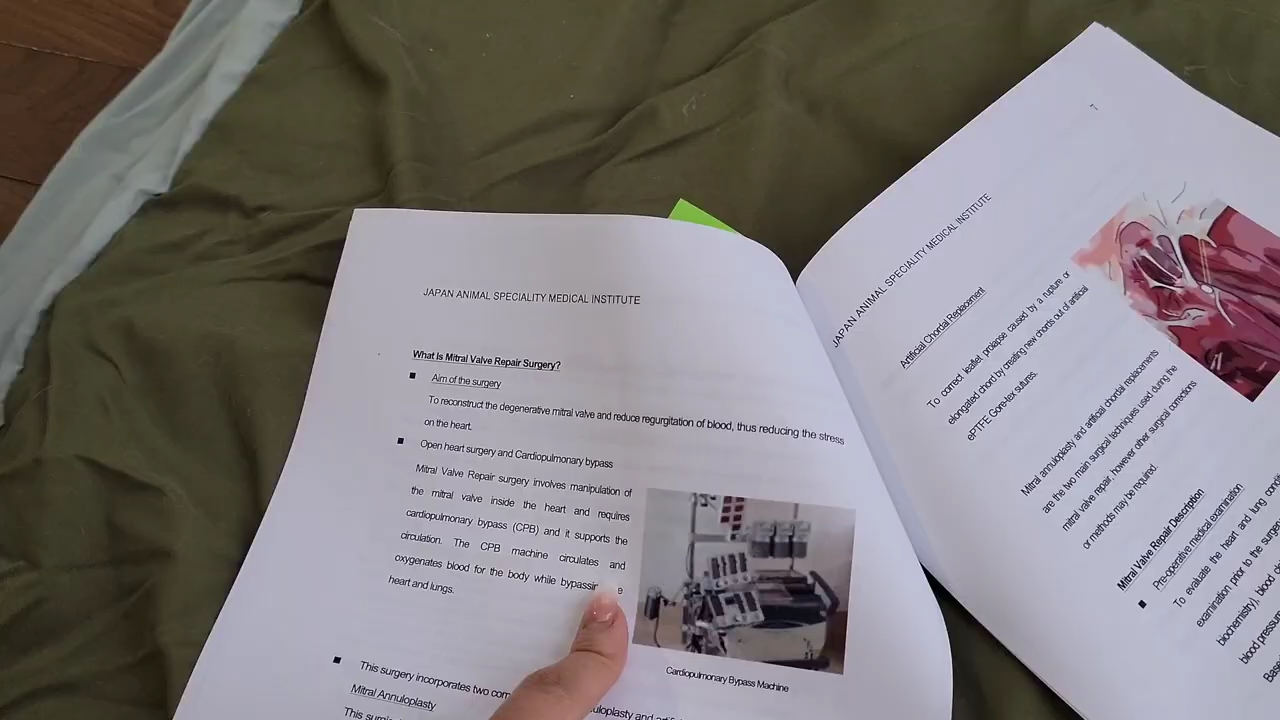 JAPAN ANIMAL SPECIALITY MEDICAL INSTITUTE
What Is Mitral Valve Repair Surgery?
■ Aim of the surgery
To reconstruct the degenerative mitral valve and reduce regurgitation of blood, thus reducing the stress
on the heart.
■ Open heart surgery and Cardiopulmonary bypass
Mitral Valve Repair surgery involves manipulation of
the mitral valve inside the heart and requires
cardiopulmonary bypass (CPB) and it supports the
circulation. The CPB machine circulates and
oxygenates blood for the body while bypassing
heart and lungs.
Cardiopulmonary Bypass Machine
■ This surgery incorporates two
Mitral Annuloplasty
This
7
JAPAN ANIMAL SPECIALITY MEDICAL INSTITUTE
Artificial Chordal Replacement
To correct leaflet prolapse caused by a rupture or
elongated chord by creating new chords out of artificial
ePTFE Gore-tex sutures.
Mitral annuloplasty and artificial chordal replacements
are the two main surgical techniques used during the
mitral valve repair, however other surgical corrections
or methods may be required.
Mitral Valve Repair Description
■ Pre-operative medical examination
To evaluate the heart and lung
examination prior to the
biochemistry), blood
blood